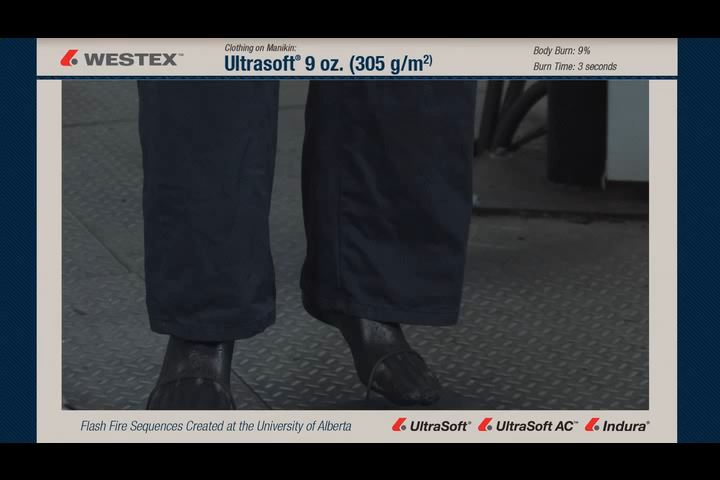 WESTEX™
Clothing on Manikin:
Ultrasoft® 9 oz. (305 g/m²)
Body Burn: 9%
Burn Time: 3 seconds
Flash Fire Sequences Created at the University of Alberta
UltraSoft® UltraSoft AC™ Indura®